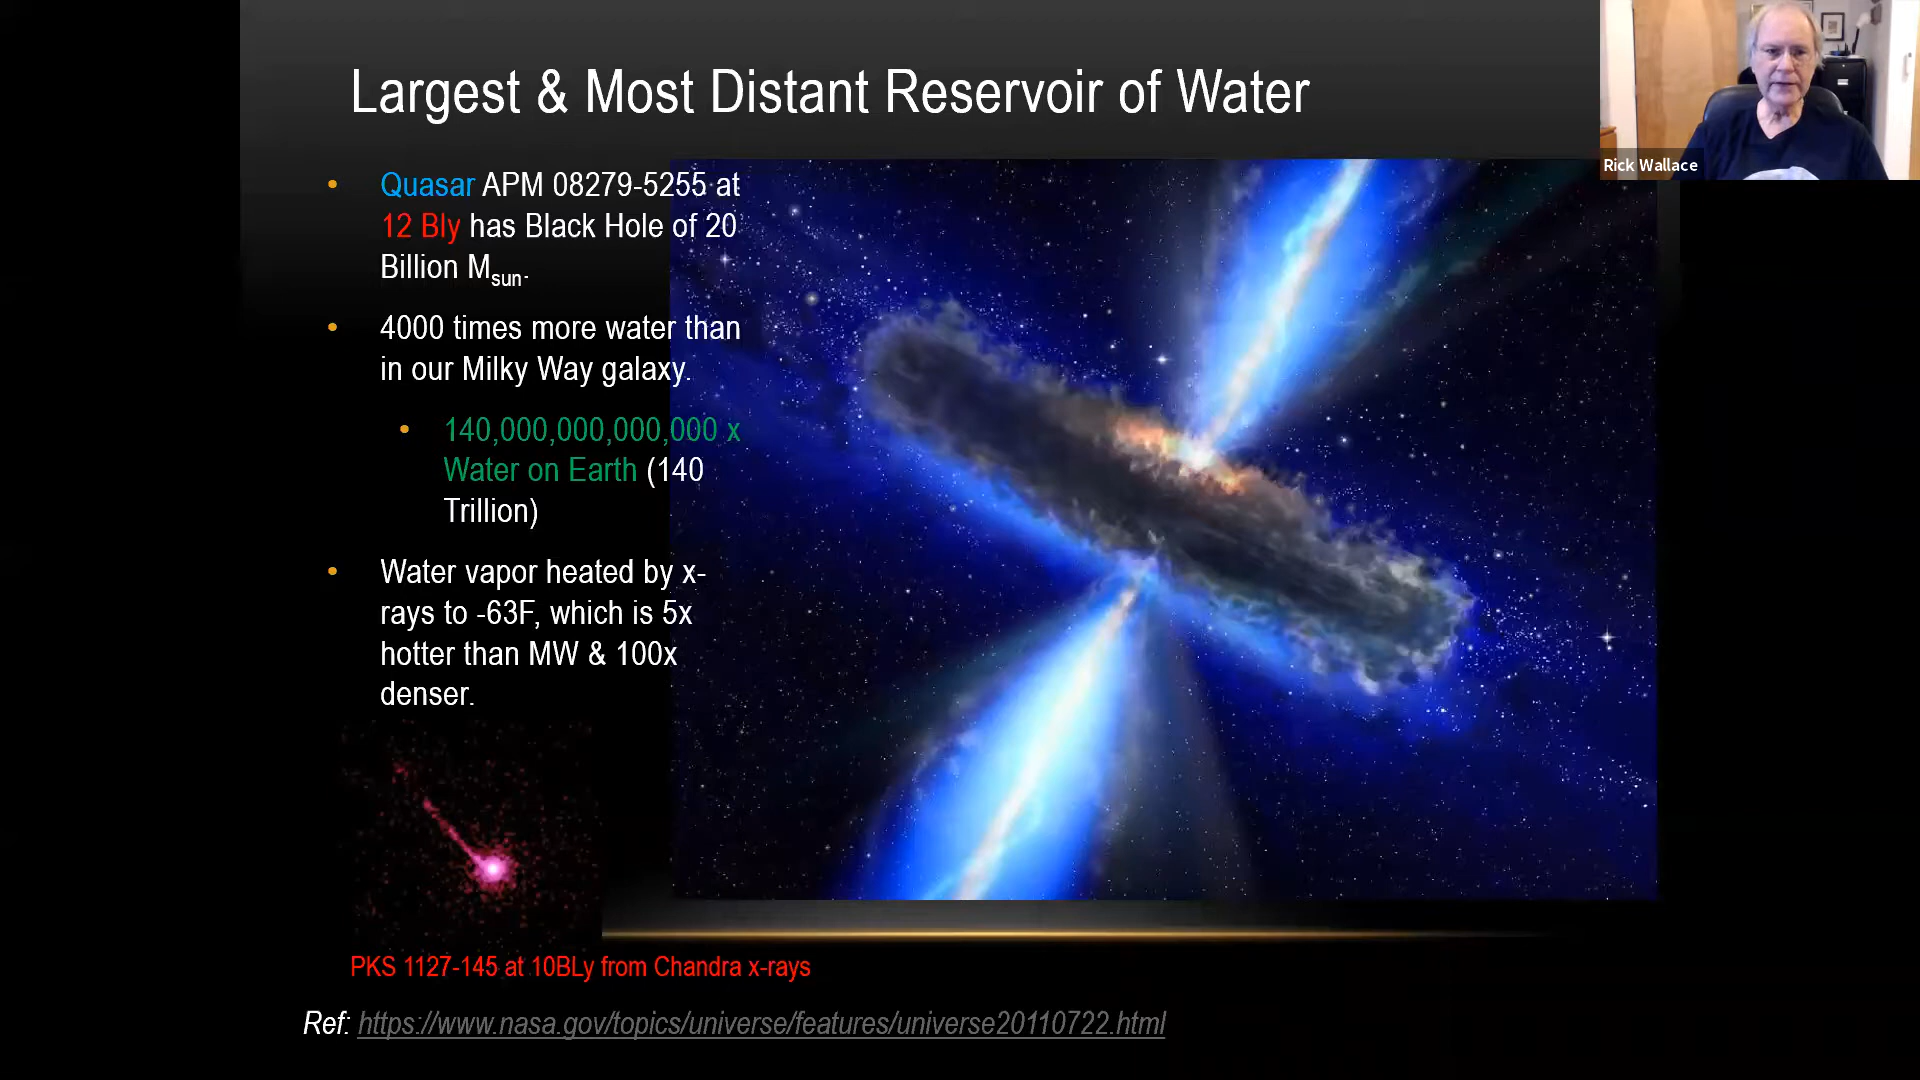 Largest & Most Distant Reservoir of Water
Rick Wallace
• Quasar APM 08279-5255 at
12 Bly has Black Hole of 20
Billion Msun.
• 4000 times more water than
in our Milky Way galaxy.
• 140,000,000,000,000 x
Water on Earth (140
Trillion)
• Water vapor heated by x-
rays to -63F, which is 5x
hotter than MW & 100x
denser.
PKS 1127-145 at 10BLy from Chandra x-rays
Ref: https://www.nasa.gov/topics/universe/features/universe20110722.html